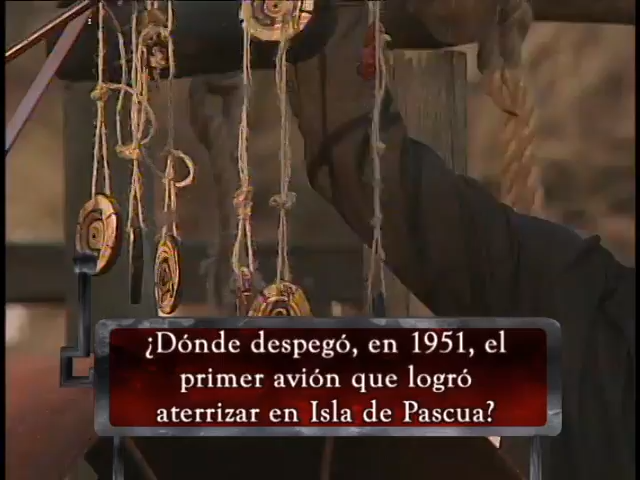 ¿Dónde despegó, en 1951, el
primer avión que logró
aterrizar en Isla de Pascua?